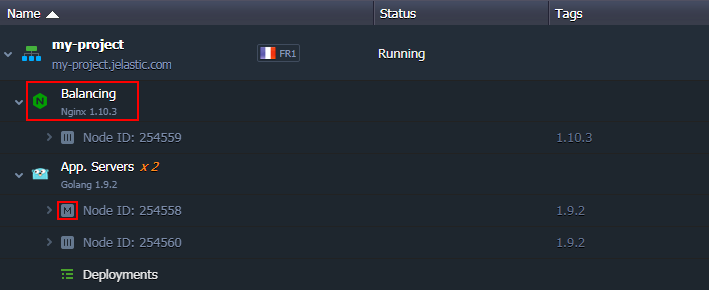 Name Status Tags
my-project FR1 Running
my-project.jelastic.com
Balancing
Nginx 1.10.3
Node ID: 254559 1.10.3
App. Servers x 2
Golang 1.9.2
M Node ID: 254558 1.9.2
Node ID: 254560 1.9.2
Deployments